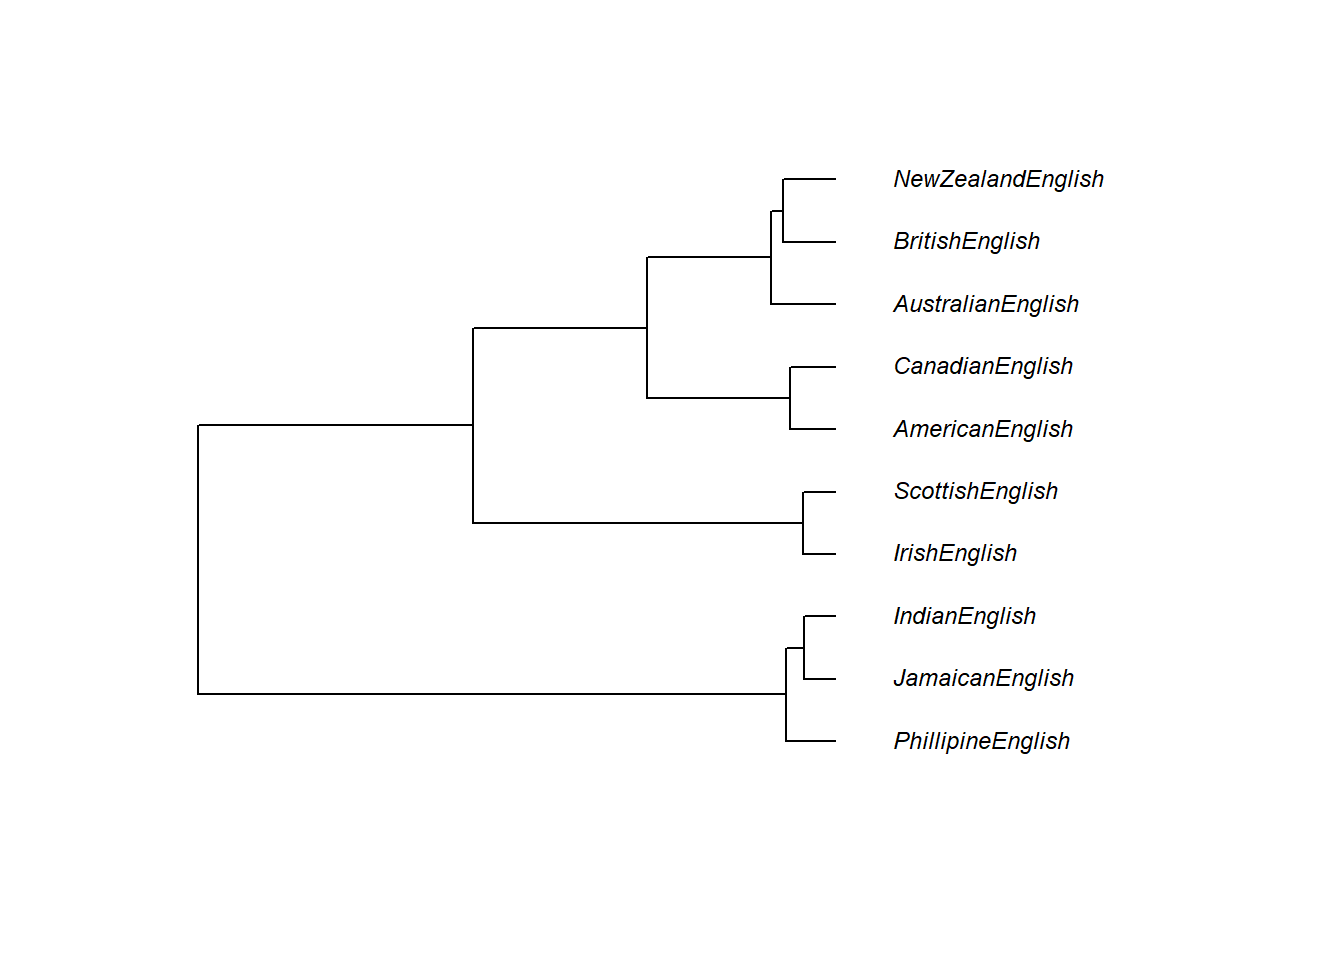 NewZealandEnglish
BritishEnglish
AustralianEnglish
CanadianEnglish
AmericanEnglish
ScottishEnglish
IrishEnglish
IndianEnglish
JamaicanEnglish
PhillipineEnglish